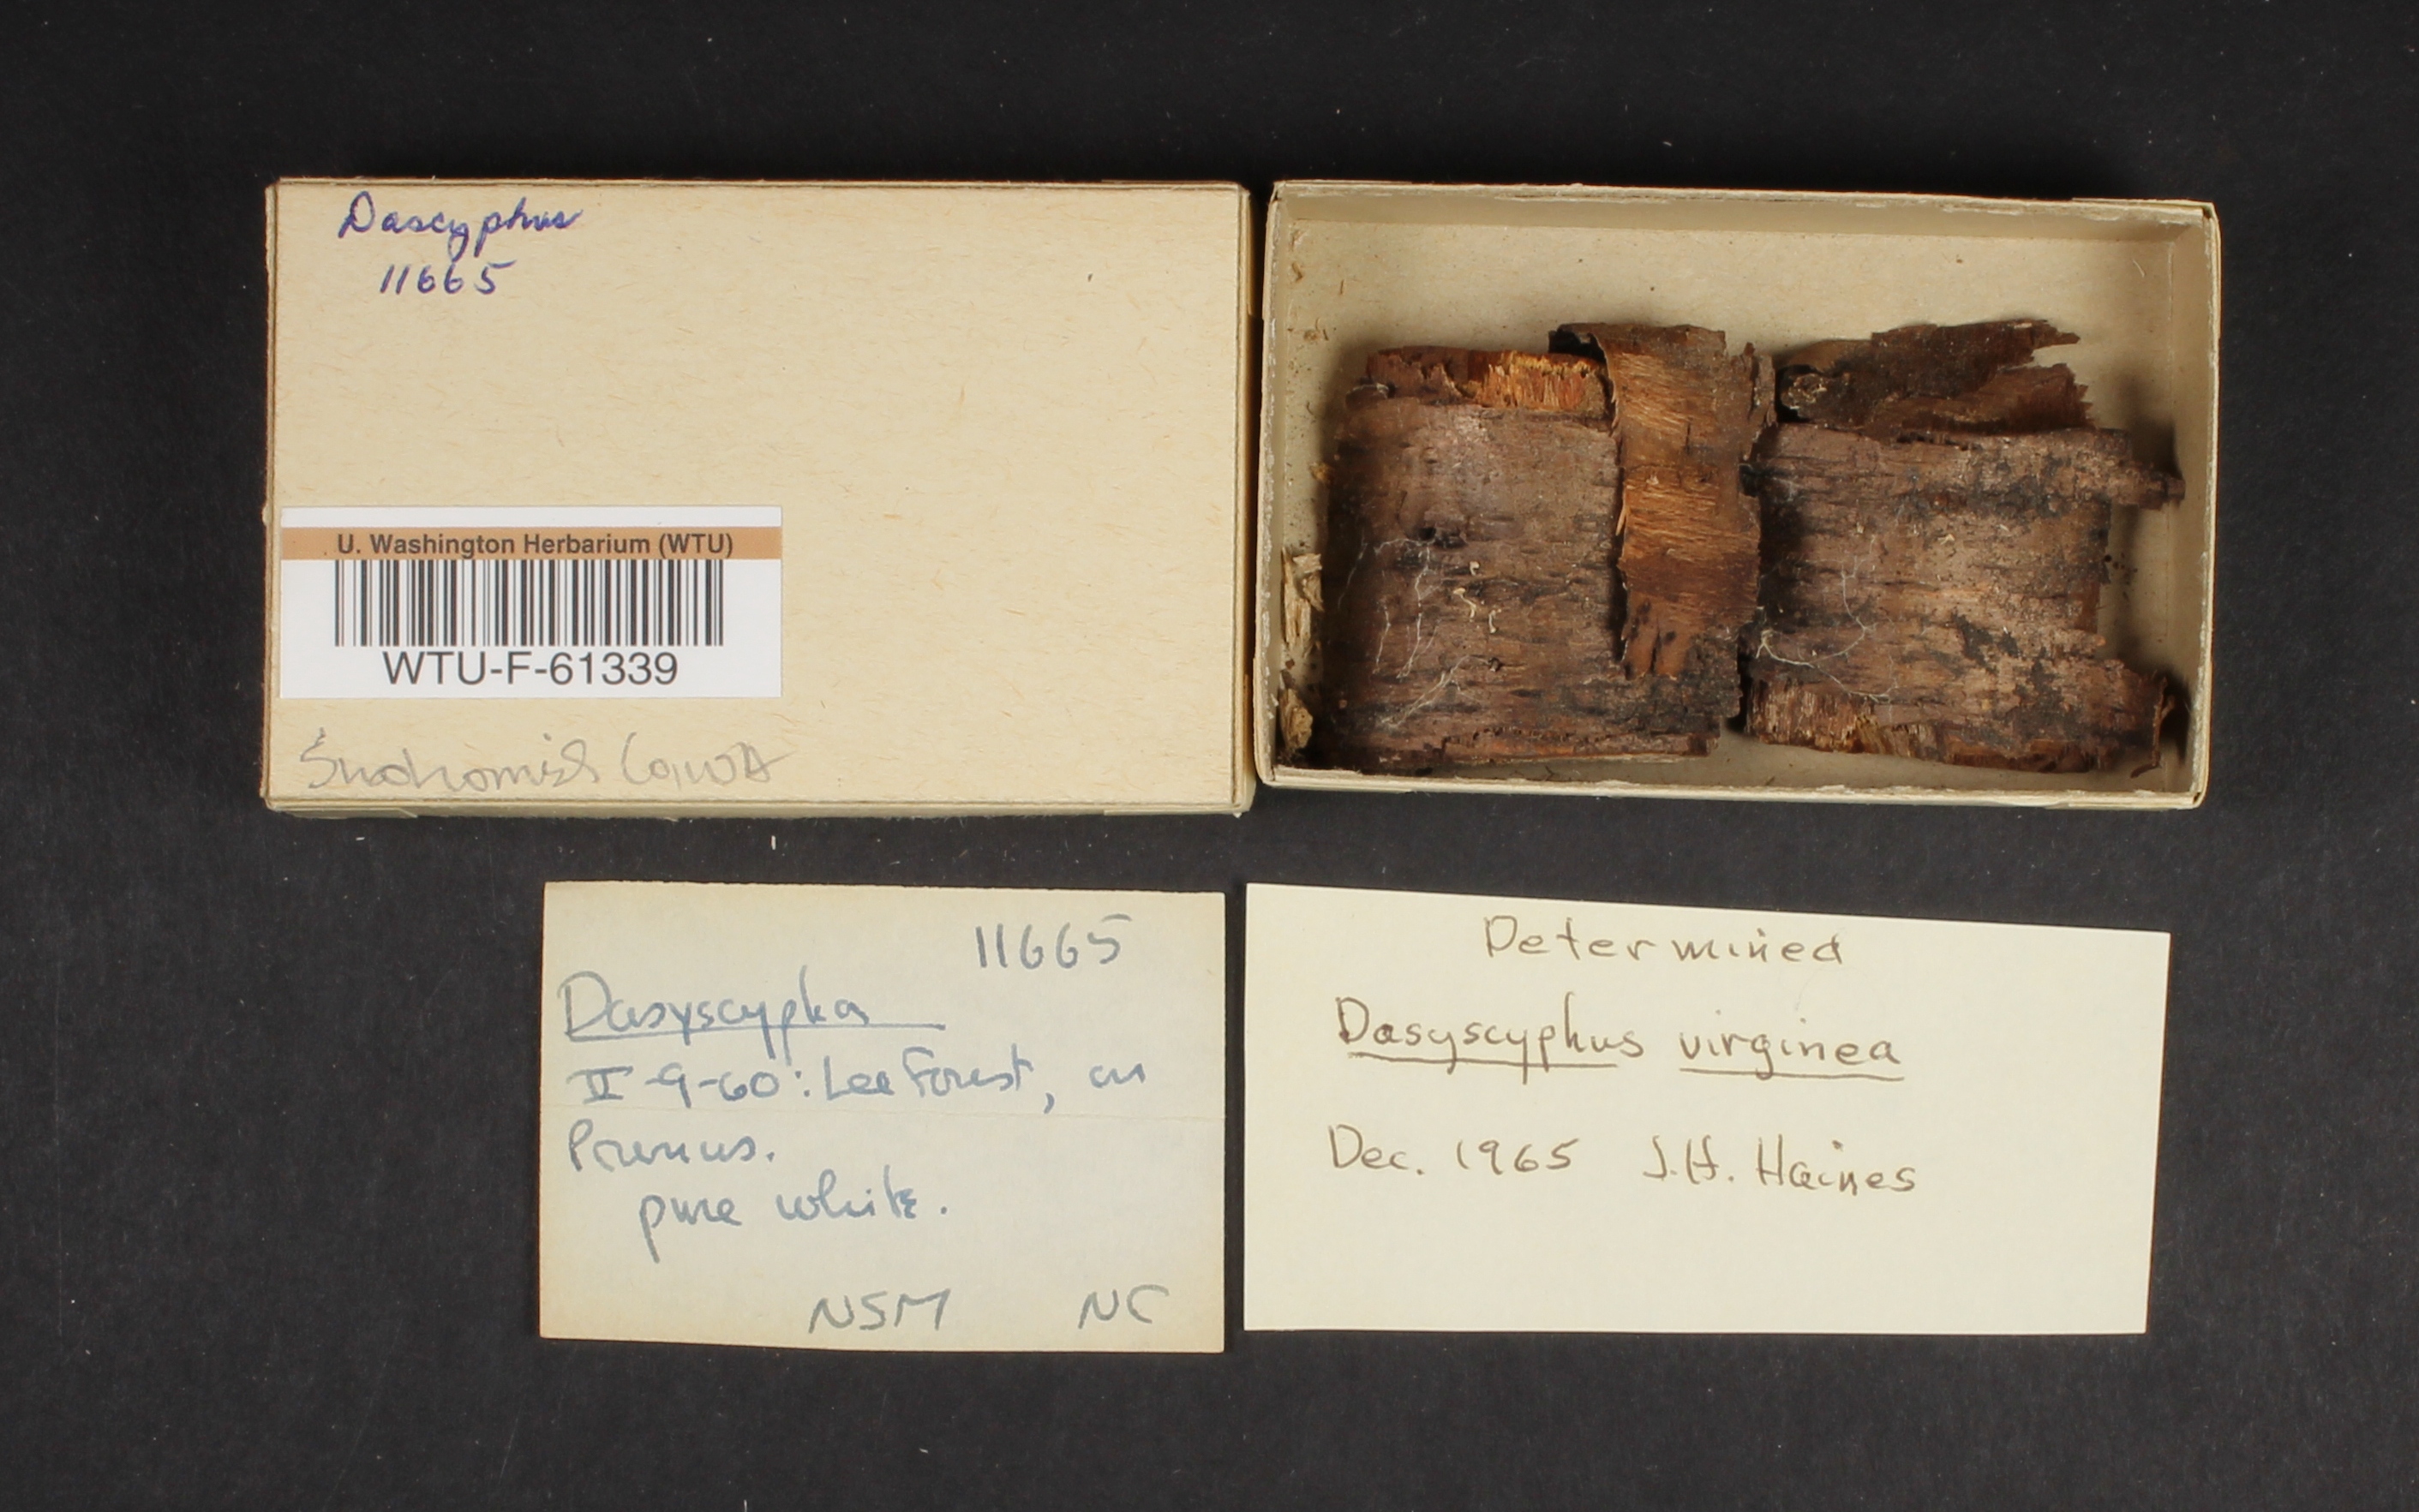 Dascyphus
11665
U. Washington Herbarium (WTU)
WTU-F-61339
Snohomish Co, WA
11665
Dasyscypha
II-9-60: Lee Forest, on
Prunus.
pure white.
NSM NC
Determined
Dasyscyphus virginea
Dec. 1965 J.H. Haines